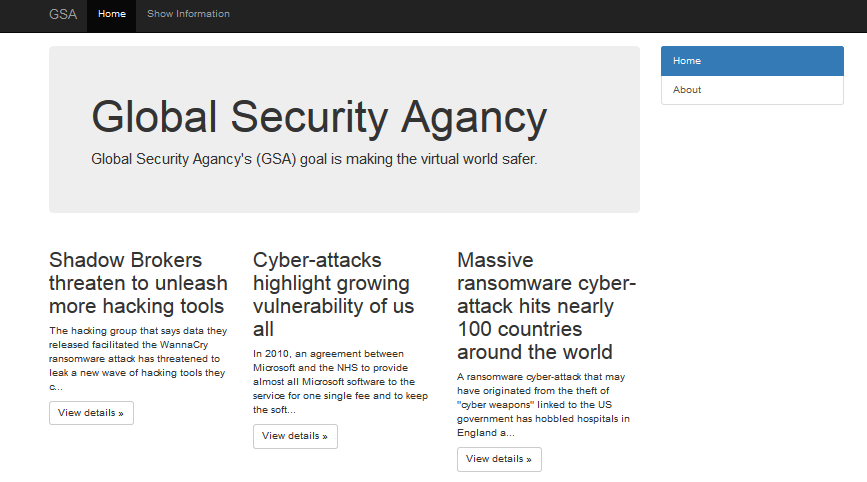 GSA Home Show Information
Home
About
Global Security Agancy
Global Security Agancy's (GSA) goal is making the virtual world safer.
Shadow Brokers
threaten to unleash
more hacking tools
The hacking group that says data they
released facilitated the WannaCry
ransomware attack has threatened to
leak a new wave of hacking tools they
c...
View details »
Cyber-attacks
highlight growing
vulnerability of us
all
In 2010, an agreement between
Microsoft and the NHS to provide
almost all Microsoft software to the
service for one single fee and to keep
the soft...
View details »
Massive
ransomware cyber-
attack hits nearly
100 countries
around the world
A ransomware cyber-attack that may
have originated from the theft of
"cyber weapons" linked to the US
government has hobbled hospitals in
England a...
View details »